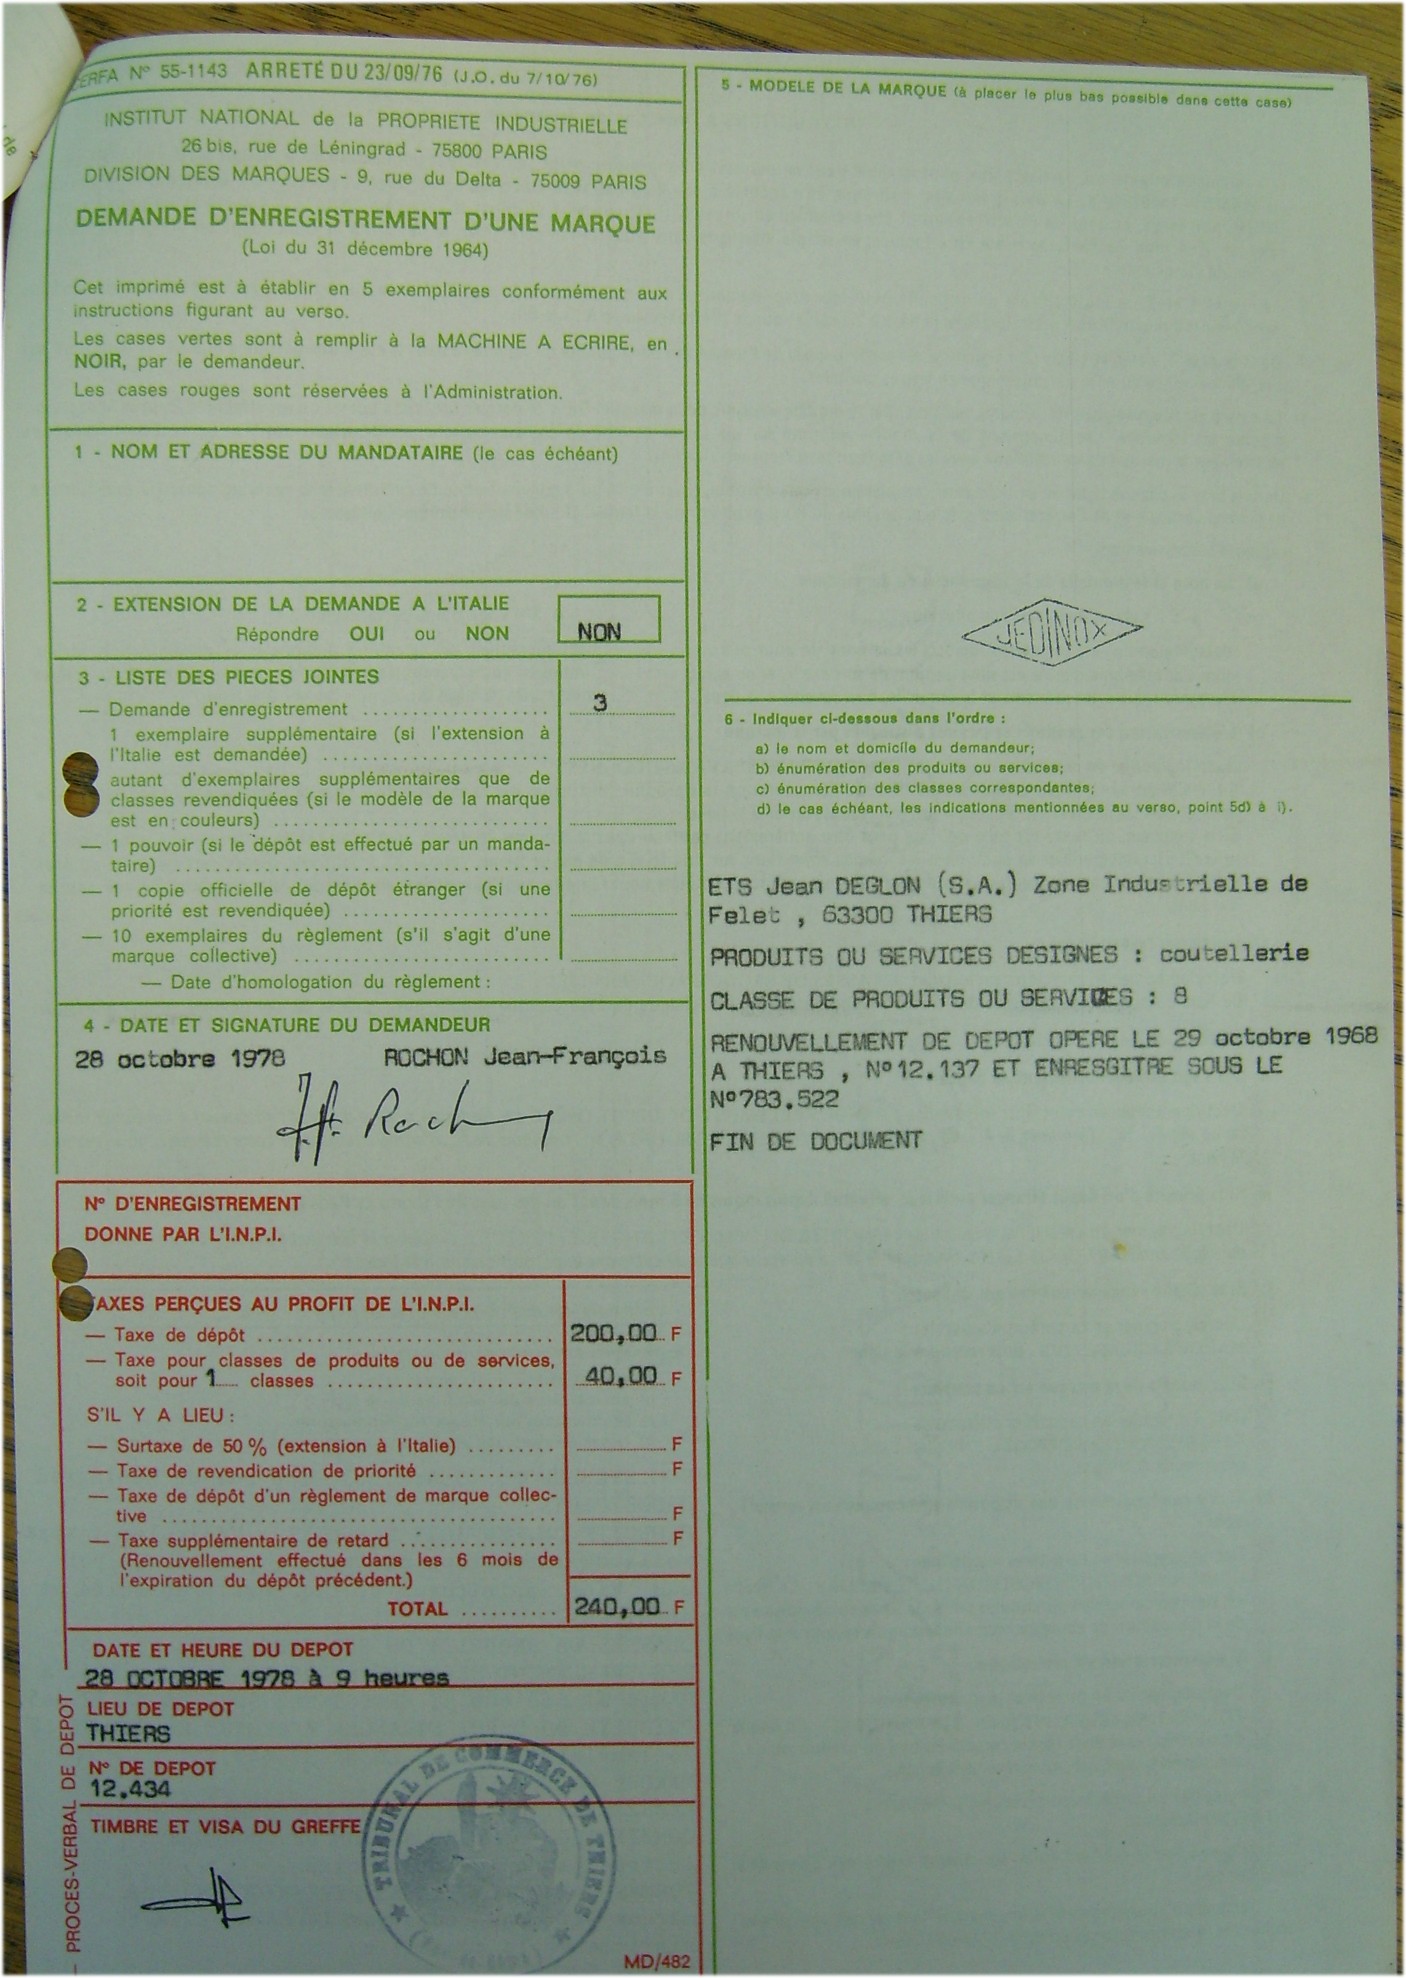 CERFA Nº 55-1143 ARRETÉ DU 23/09/76 (J.O. du 7/10/76)
INSTITUT NATIONAL de la PROPRIETE INDUSTRIELLE
26 bis, rue de Léningrad - 75800 PARIS
DIVISION DES MARQUES - 9, rue du Delta - 75009 PARIS
DEMANDE D'ENREGISTREMENT D'UNE MARQUE
(Loi du 31 décembre 1964)
Cet imprimé est à établir en 5 exemplaires conformément aux
instructions figurant au verso.
Les cases vertes sont à remplir à la MACHINE A ECRIRE, en
NOIR, par le demandeur.
Les cases rouges sont réservées à l'Administration.
1 - NOM ET ADRESSE DU MANDATAIRE (le cas échéant)
2 - EXTENSION DE LA DEMANDE A L'ITALIE
Répondre OUI ou NON NON
3 - LISTE DES PIECES JOINTES
— Demande d'enregistrement .................. 3
1 exemplaire supplémentaire (si l'extension à
l'Italie est demandée) ......................
autant d'exemplaires supplémentaires que de
classes revendiquées (si le modèle de la marque
est en couleurs) ...........................
— 1 pouvoir (si le dépôt est effectué par un manda-
taire) .....................................
— 1 copie officielle de dépôt étranger (si une
priorité est revendiquée) ....................
— 10 exemplaires du règlement (s'il s'agit d'une
marque collective) .........................
— Date d'homologation du règlement :
4 - DATE ET SIGNATURE DU DEMANDEUR
28 octobre 1978 ROCHON Jean-François
J.F. Roch
Nº D'ENREGISTREMENT
DONNE PAR L'I.N.P.I.
TAXES PERÇUES AU PROFIT DE L'I.N.P.I.
— Taxe de dépôt ............................. 200,00 F
— Taxe pour classes de produits ou de services,
soit pour 1 classes ...................... 40,00 F
S'IL Y A LIEU :
— Surtaxe de 50 % (extension à l'Italie) ......... F
— Taxe de revendication de priorité ............. F
— Taxe de dépôt d'un règlement de marque collec-
tive ...................................... F
— Taxe supplémentaire de retard ................ F
(Renouvellement effectué dans les 6 mois de
l'expiration du dépôt précédent.)
TOTAL .......... 240,00 F
PROCES-VERBAL DE DEPOT
DATE ET HEURE DU DEPOT
28 OCTOBRE 1978 à 9 heures
LIEU DE DEPOT
THIERS
Nº DE DEPOT
12.434
TIMBRE ET VISA DU GREFFE
TRIBUNAL DE COMMERCE DE THIERS
MD/482
5 - MODELE DE LA MARQUE (à placer le plus bas possible dans cette case)
JEDINOX
6 - Indiquer ci-dessous dans l'ordre :
a) le nom et domicile du demandeur;
b) énumération des produits ou services;
c) énumération des classes correspondantes;
d) le cas échéant, les indications mentionnées au verso, point 5d) à i).
ETS Jean DEGLON (S.A.) Zone Industrielle de
Felet , 63300 THIERS
PRODUITS OU SERVICES DESIGNES : coutellerie
CLASSE DE PRODUITS OU SERVICES : 8
RENOUVELLEMENT DE DEPOT OPERE LE 29 octobre 1968
A THIERS , Nº12.137 ET ENRESGITRE SOUS LE
Nº783.522
FIN DE DOCUMENT